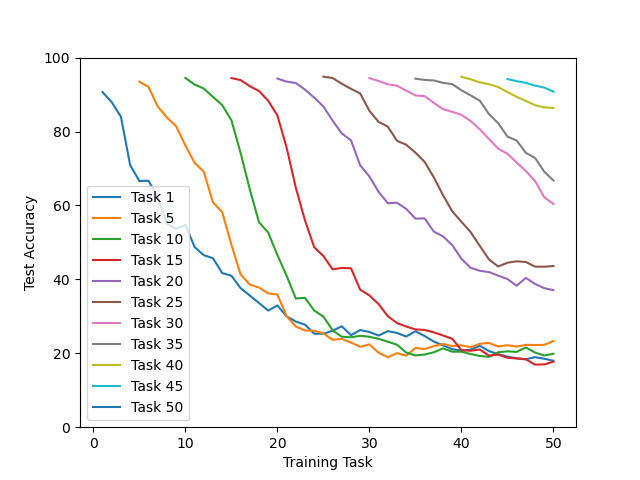 100
80
60
40
20
0
Test Accuracy
Task 1
Task 5
Task 10
Task 15
Task 20
Task 25
Task 30
Task 35
Task 40
Task 45
Task 50
0 10 20 30 40 50
Training Task